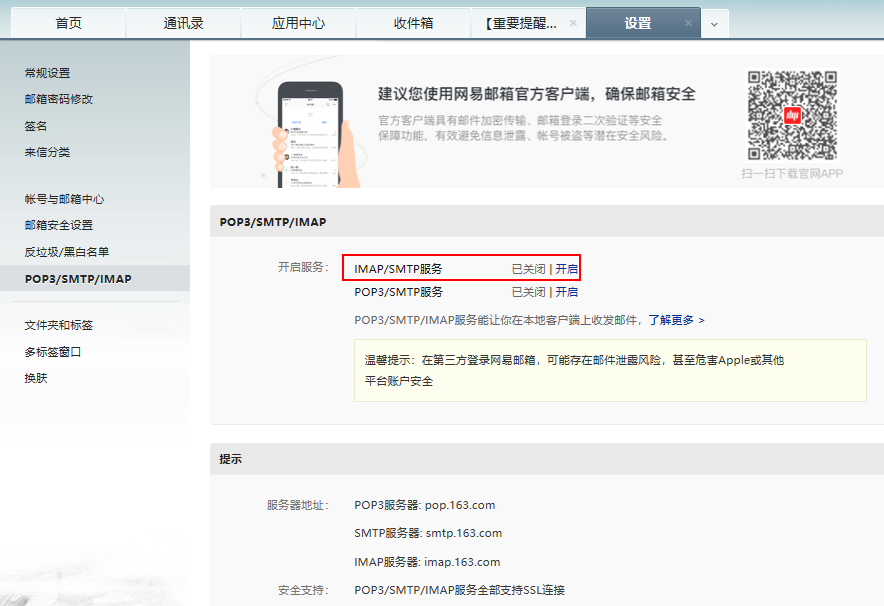 首页 通讯录 应用中心 收件箱 【重要提醒... × 设置 ×
常规设置
邮箱密码修改
签名
来信分类
帐号与邮箱中心
邮箱安全设置
反垃圾/黑白名单
POP3/SMTP/IMAP
文件夹和标签
多标签窗口
换肤
建议您使用网易邮箱官方客户端，确保邮箱安全
官方客户端具有邮件加密传输、邮箱登录二次验证等安全
保障功能，有效避免信息泄露、帐号被盗等潜在安全风险。
扫一扫下载官网APP
POP3/SMTP/IMAP
开启服务： IMAP/SMTP服务 已关闭 | 开启
POP3/SMTP服务 已关闭 | 开启
POP3/SMTP/IMAP服务能让你在本地客户端上收发邮件，了解更多 >
温馨提示：在第三方登录网易邮箱，可能存在邮件泄露风险，甚至危害Apple或其他
平台账户安全
提示
服务器地址： POP3服务器: pop.163.com
SMTP服务器: smtp.163.com
IMAP服务器: imap.163.com
安全支持： POP3/SMTP/IMAP服务全部支持SSL连接